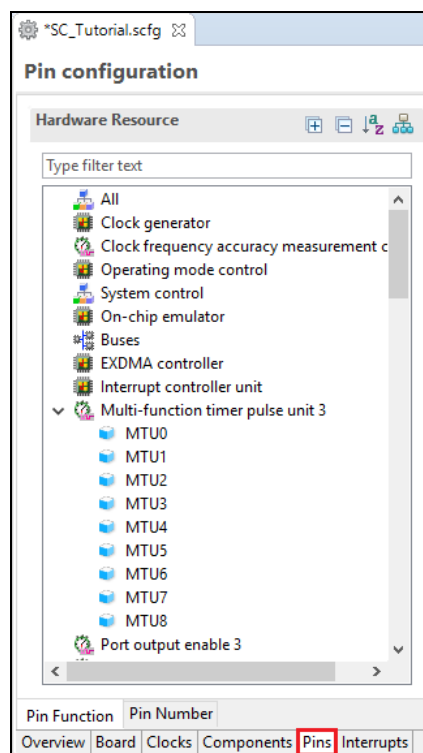 *SC_Tutorial.scfg
Pin configuration
Hardware Resource
Type filter text
All
Clock generator
Clock frequency accuracy measurement c
Operating mode control
System control
On-chip emulator
Buses
EXDMA controller
Interrupt controller unit
Multi-function timer pulse unit 3
MTU0
MTU1
MTU2
MTU3
MTU4
MTU5
MTU6
MTU7
MTU8
Port output enable 3
Pin Function Pin Number
Overview Board Clocks Components Pins Interrupts